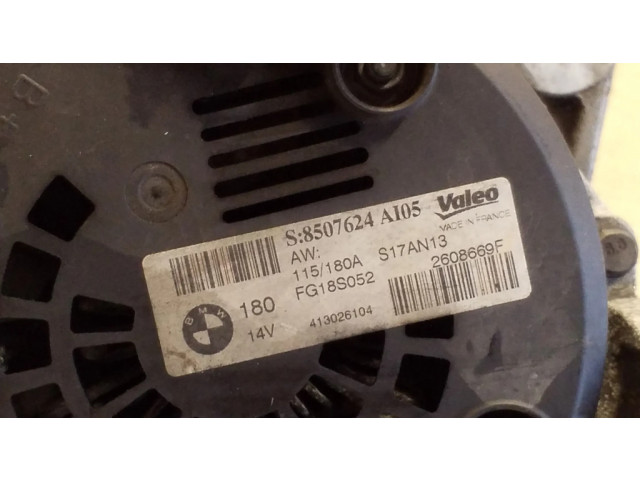 B+
S:8507624 AI05
Valeo
MADE IN FRANCE
AW:
115/180A S17AN13
FG18S052 2608669F
BMW
180
14V
413026104